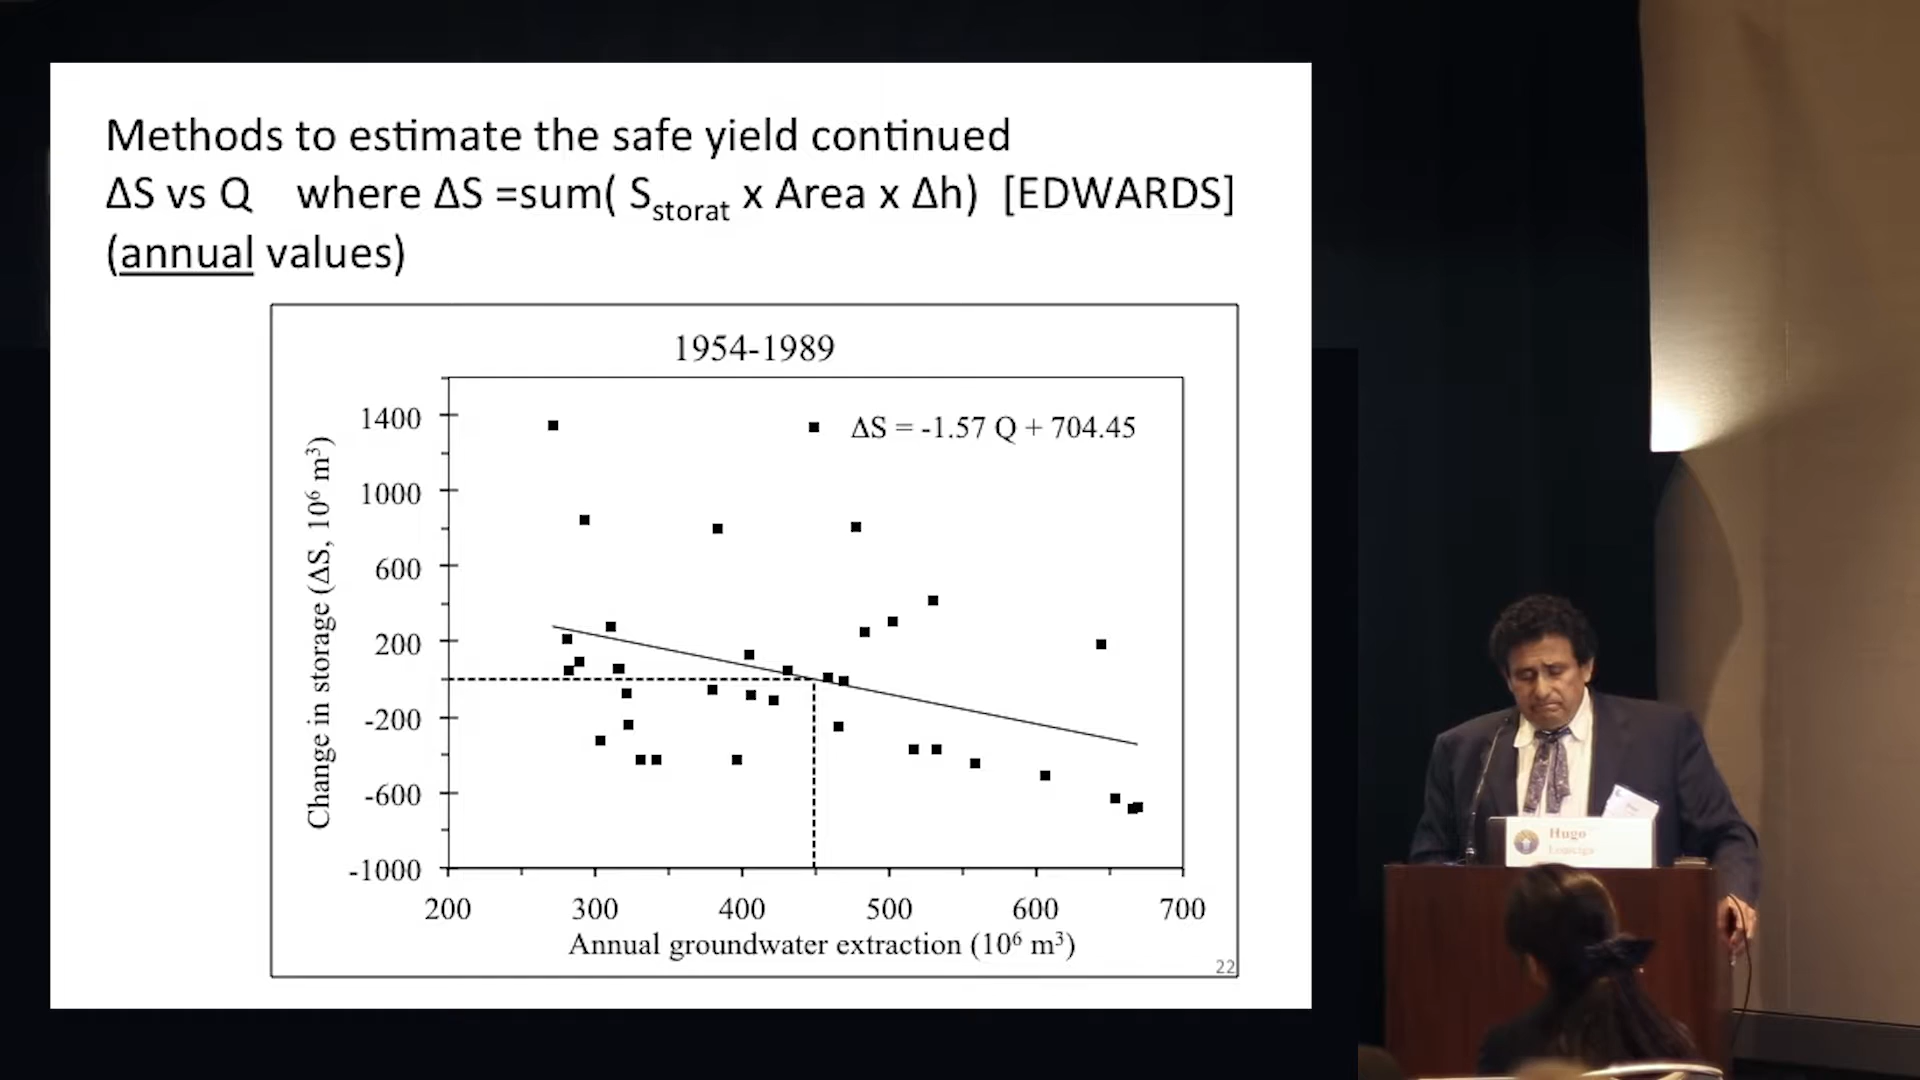 Methods to estimate the safe yield continued
ΔS vs Q where ΔS =sum( Sstorat x Area x Δh) [EDWARDS]
(annual values)
1954-1989
ΔS = -1.57 Q + 704.45
Change in storage (ΔS, 10⁶ m³)
1400
1000
600
200
-200
-600
-1000
200 300 400 500 600 700
Annual groundwater extraction (10⁶ m³)
22
Hugo